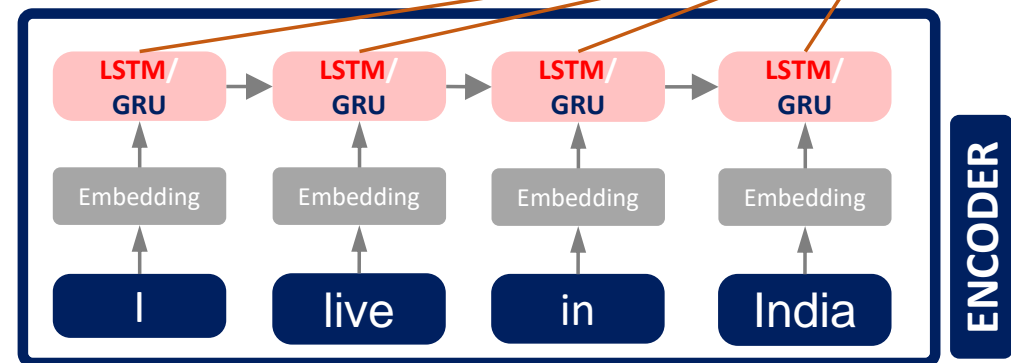 LSTM/ LSTM/ LSTM/ LSTM/
GRU GRU GRU GRU
Embedding Embedding Embedding Embedding
I live in India
ENCODER